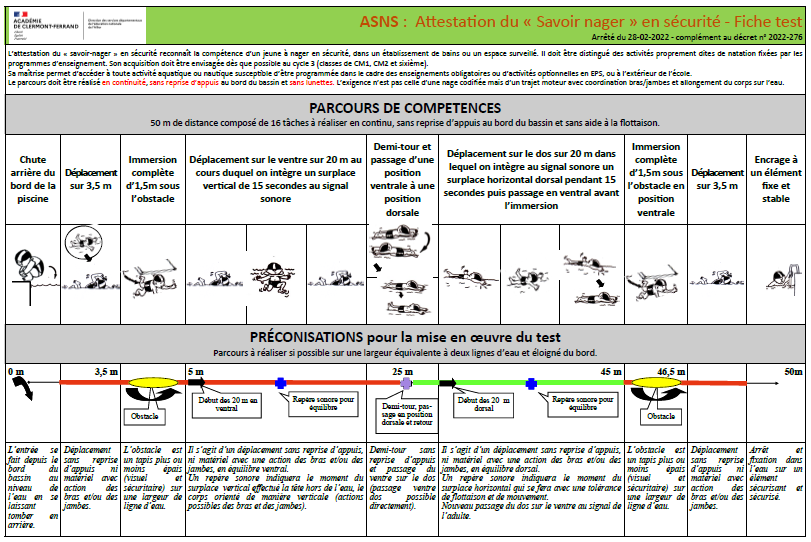 ACADÉMIE
DE CLERMONT-FERRAND
Liberté
Égalité
Fraternité
Direction des services départementaux
de l'éducation nationale
ASNS : Attestation du « Savoir nager » en sécurité - Fiche test
Arrêté du 28-02-2022 - complément au décret n° 2022-276
L'attestation du « savoir-nager » en sécurité reconnaît la compétence d'un jeune à nager en sécurité, dans un établissement de bains ou un espace surveillé. Il doit être distingué des activités proprement dites de natation fixées par les
programmes d'enseignement. Son acquisition doit être envisagée dès que possible au cycle 3 (classes de CM1, CM2 et sixième).
Sa maîtrise permet d'accéder à toute activité aquatique ou nautique susceptible d'être programmée dans le cadre des enseignements obligatoires ou d'activités optionnelles en EPS, ou à l'extérieur de l'école.
Le parcours doit être réalisé en continuité, sans reprise d'appuis au bord du bassin et sans lunettes. L'exigence n'est pas celle d'une nage codifiée mais d'un trajet moteur avec coordination bras/jambes et allongement du corps sur l'eau.
PARCOURS DE COMPETENCES
50 m de distance composé de 16 tâches à réaliser en continu, sans reprise d'appuis au bord du bassin et sans aide à la flottaison.
Chute
arrière du
bord de la
piscine
Déplacement
sur 3,5 m
Immersion
complète
d'1,5m sous
l'obstacle
Déplacement sur le ventre sur 20 m au
cours duquel on intègre un surplace
vertical de 15 secondes au signal
sonore
Demi-tour et
passage d'une
position
ventrale à une
position
dorsale
Déplacement sur le dos sur 20 m dans
lequel on intègre au signal sonore un
surplace horizontal dorsal pendant 15
secondes puis passage en ventral avant
l'immersion
Immersion
complète
d'1,5m sous
l'obstacle en
position
ventrale
Déplacement
sur 3,5 m
Encrage à
un élément
fixe et
stable
PRÉCONISATIONS pour la mise en œuvre du test
Parcours à réaliser si possible sur une largeur équivalente à deux lignes d'eau et éloigné du bord.
0 m
3,5 m
5 m
25 m
45 m
46,5 m
50m
Obstacle
Début des 20 m en
ventral
Repère sonore pour
équilibre
Demi-tour, pas-
sage en position
dorsale et retour
Début des 20 m
dorsal
Repère sonore pour
équilibre
Obstacle
L'entrée se
fait depuis le
bord du
bassin au
niveau de
l'eau en se
laissant
tomber en
arrière.
Déplacement
sans reprise
d'appuis ni
matériel avec
action des
bras et/ou des
jambes.
L'obstacle est
un tapis plus ou
moins épais
(visuel et
sécuritaire) sur
une largeur de
ligne d'eau.
Il s'agit d'un déplacement sans reprise d'appuis,
ni matériel avec une action des bras et/ou des
jambes, en équilibre ventral.
Un repère sonore indiquera le moment du
surplace vertical effectué la tête hors de l'eau, le
corps orienté de manière verticale (actions
possibles des bras et des jambes).
Demi-tour sans
reprise d'appuis
et passage du
ventre sur le dos
(passage ventre
dos possible
directement).
Il s'agit d'un déplacement sans reprise d'appuis,
ni matériel avec une action des bras et/ou des
jambes, en équilibre dorsal.
Un repère sonore indiquera le moment du
surplace horizontal qui se fera avec une tolérance
de flottaison et de mouvement.
Nouveau passage du dos sur le ventre au signal de
l'adulte.
L'obstacle est
un tapis plus ou
moins épais
(visuel et
sécuritaire) sur
une largeur de
ligne d'eau.
Déplacement
sans reprise
d'appuis ni
matériel avec
action des
bras et/ou des
jambes.
Arrêt et
fixation dans
l'eau sur un
élément
sécurisant et
sécurisé.